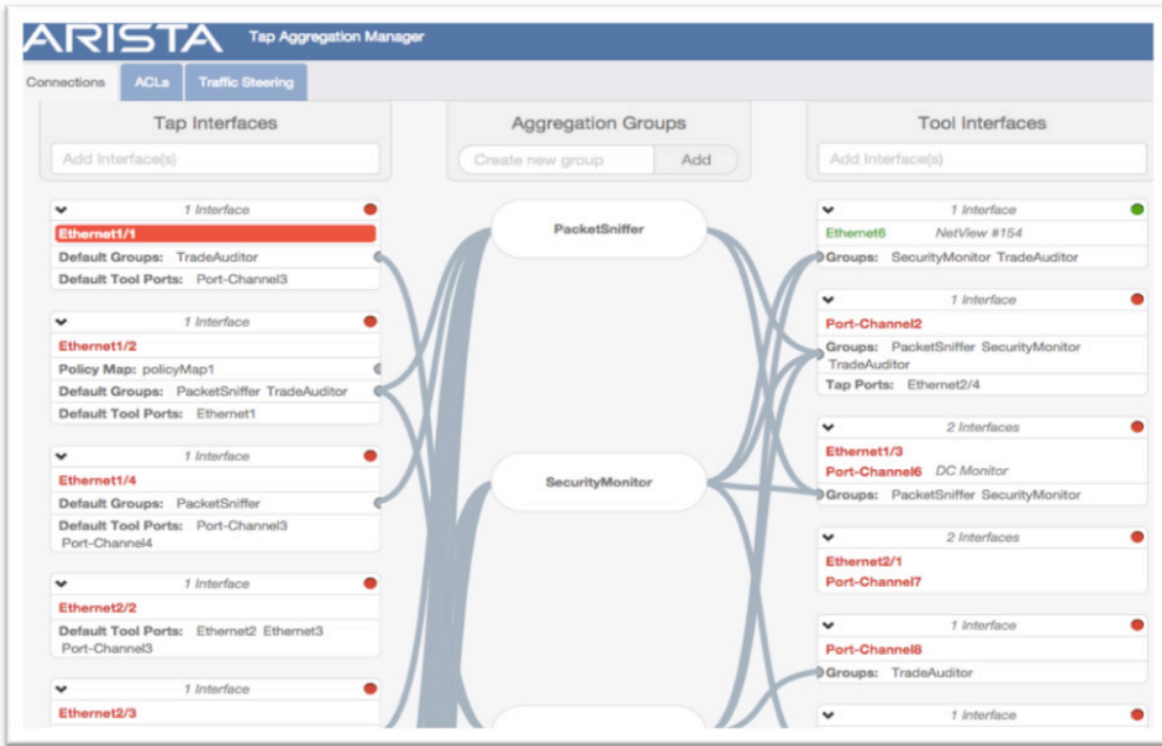 ARISTA Tap Aggregation Manager
Connections ACLs Traffic Steering
Tap Interfaces
Add Interface(s)
1 Interface
Ethernet1/1
Default Groups: TradeAuditor
Default Tool Ports: Port-Channel3
1 Interface
Ethernet1/2
Policy Map: policyMap1
Default Groups: PacketSniffer TradeAuditor
Default Tool Ports: Ethernet1
1 Interface
Ethernet1/4
Default Groups: PacketSniffer
Default Tool Ports: Port-Channel3
Port-Channel4
1 Interface
Ethernet2/2
Default Tool Ports: Ethernet2 Ethernet3
Port-Channel3
1 Interface
Ethernet2/3
Aggregation Groups
Create new group Add
PacketSniffer
SecurityMonitor
Tool Interfaces
Add Interface(s)
1 Interface
Ethernet6 NetView #154
Groups: SecurityMonitor TradeAuditor
1 Interface
Port-Channel2
Groups: PacketSniffer SecurityMonitor
TradeAuditor
Tap Ports: Ethernet2/4
2 Interfaces
Ethernet1/3
Port-Channel6 DC Monitor
Groups: PacketSniffer SecurityMonitor
2 Interfaces
Ethernet2/1
Port-Channel7
1 Interface
Port-Channel8
Groups: TradeAuditor
1 Interface